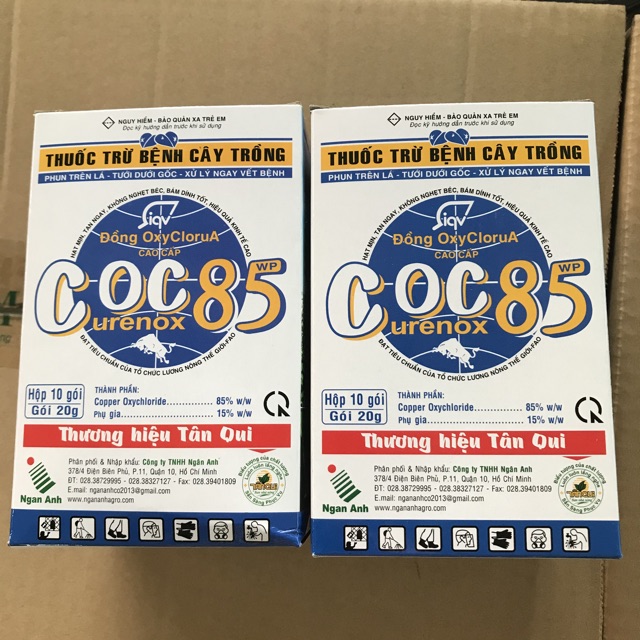 NGUY HIỂM - BẢO QUẢN XA TRẺ EM
Đọc kỹ hướng dẫn trước khi sử dụng
THUỐC TRỪ BỆNH CÂY TRỒNG
PHUN TRÊN LÁ - TƯỚI DƯỚI GỐC - XỬ LÝ NGAY VẾT BỆNH
HẠT MỊN, TAN NGAY, KHÔNG NGHẸT BÉC, BÁM DÍNH TỐT, HIỆU QUẢ KINH TẾ CAO
Đồng OxyCloruA
CAO CẤP
COC85 WP
Curenox
ĐẠT TIÊU CHUẨN CỦA TỔ CHỨC LƯƠNG NÔNG THẾ GIỚI-FAO
Hộp 10 gói
Gói 20g
THÀNH PHẦN:
Copper Oxychloride.................... 85% w/w
Phụ gia.................................. 15% w/w
Thương hiệu Tân Qui
Ngan Anh
Phân phối & Nhập khẩu: Công ty TNHH Ngân Anh
378/4 Điện Biên Phủ, P.11, Quận 10, Hồ Chí Minh
ĐT: 028.38729995 - 028.38327127 - Fax: 028.39401809
E.mail: ngananhco2013@gmail.com
www.ngananhagro.com
NGUY HIỂM - BẢO QUẢN XA TRẺ EM
Đọc kỹ hướng dẫn trước khi sử dụng
THUỐC TRỪ BỆNH CÂY TRỒNG
PHUN TRÊN LÁ - TƯỚI DƯỚI GỐC - XỬ LÝ NGAY VẾT BỆNH
HẠT MỊN, TAN NGAY, KHÔNG NGHẸT BÉC, BÁM DÍNH TỐT, HIỆU QUẢ KINH TẾ CAO
Đồng OxyCloruA
CAO CẤP
COC85 WP
Curenox
ĐẠT TIÊU CHUẨN CỦA TỔ CHỨC LƯƠNG NÔNG THẾ GIỚI-FAO
Hộp 10 gói
Gói 20g
THÀNH PHẦN:
Copper Oxychloride.................... 85% w/w
Phụ gia.................................. 15% w/w
Thương hiệu Tân Qui
Ngan Anh
Phân phối & Nhập khẩu: Công ty TNHH Ngân Anh
378/4 Điện Biên Phủ, P.11, Quận 10, Hồ Chí Minh
ĐT: 028.38729995 - 028.38327127 - Fax: 028.39401809
E.mail: ngananhco2013@gmail.com
www.ngananhagro.com